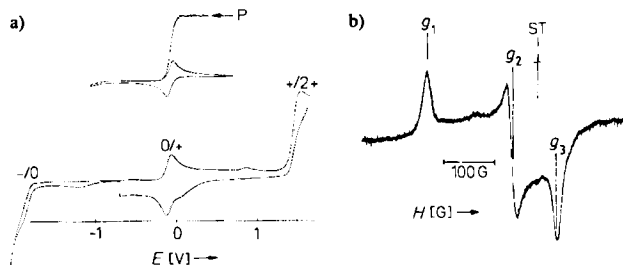 a)
P
+/2+
0/+
-/0
-1 0 1
E [V] →
b)
g1
g2
ST
g3
100 G
H [G] →